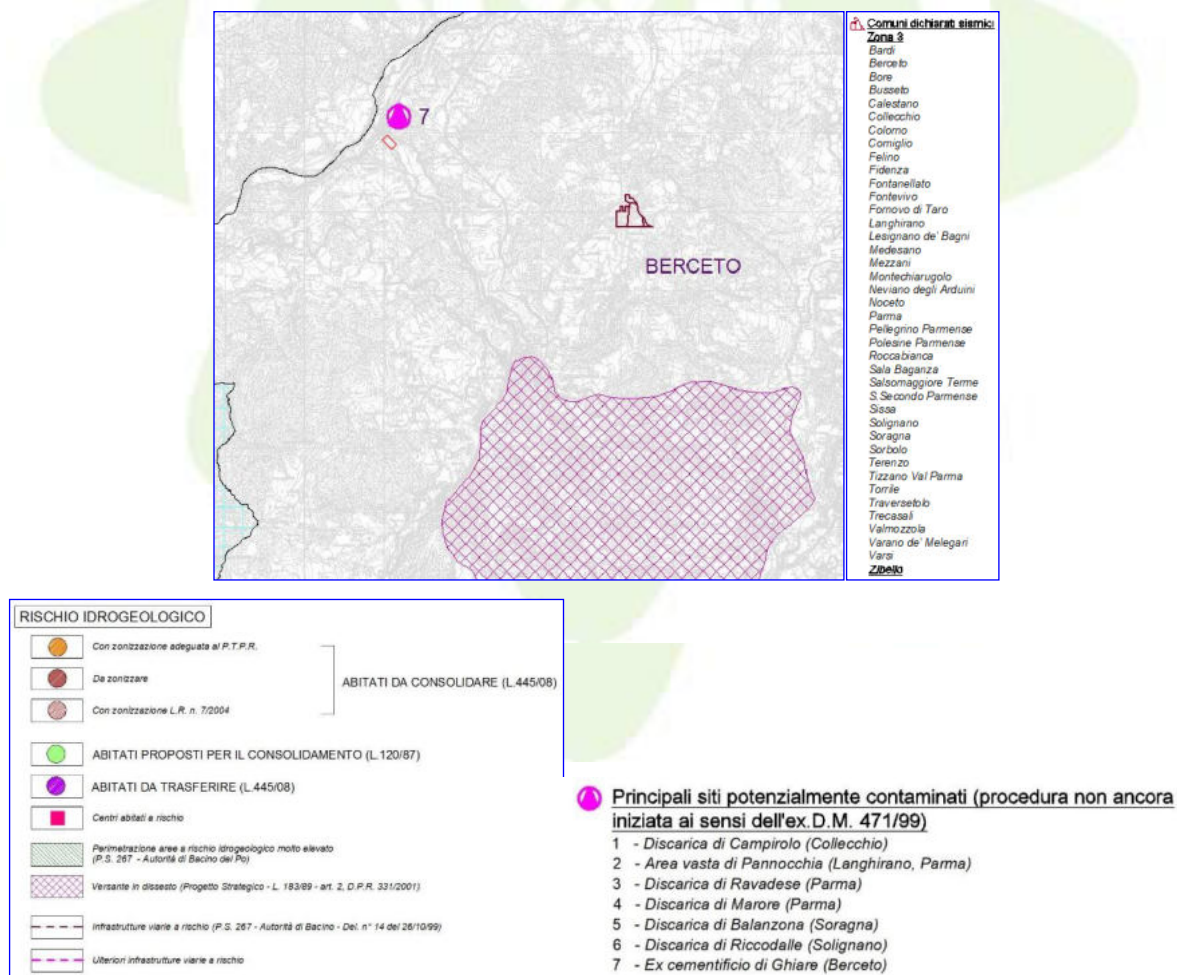 7
BERCETO
Comuni dichiarati sismici
Zona 3
Bardi
Berceto
Bore
Busseto
Calestano
Collecchio
Colorno
Corniglio
Felino
Fidenza
Fontanellato
Fontevivo
Fornovo di Taro
Langhirano
Lesignano de' Bagni
Medesano
Mezzani
Montechiarugolo
Neviano degli Arduini
Noceto
Parma
Pellegrino Parmense
Polesine Parmense
Roccabianca
Sala Baganza
Salsomaggiore Terme
S.Secondo Parmense
Sissa
Solignano
Soragna
Sorbolo
Terenzo
Tizzano Val Parma
Torrile
Traversetolo
Trecasali
Valmozzola
Varano de' Melegari
Varsi
Zibello
RISCHIO IDROGEOLOGICO
Con zonizzazione adeguata al P.T.P.R.
Da zonizzare
Con zonizzazione L.R. n. 7/2004
ABITATI DA CONSOLIDARE (L.445/08)
ABITATI PROPOSTI PER IL CONSOLIDAMENTO (L.120/87)
ABITATI DA TRASFERIRE (L.445/08)
Centri abitati a rischio
Perimetrazione aree a rischio idrogeologico molto elevato
(P.S. 267 - Autorità di Bacino del Po)
Versante in dissesto (Progetto Strategico - L. 183/89 - art. 2, D.P.R. 331/2001)
Infrastrutture viarie a rischio (P.S. 267 - Autorità di Bacino - Del. n° 14 del 26/10/99)
Ulteriori infrastrutture viarie a rischio
Principali siti potenzialmente contaminati (procedura non ancora
iniziata ai sensi dell'ex.D.M. 471/99)
1 - Discarica di Campirolo (Collecchio)
2 - Area vasta di Pannocchia (Langhirano, Parma)
3 - Discarica di Ravadese (Parma)
4 - Discarica di Marore (Parma)
5 - Discarica di Balanzona (Soragna)
6 - Discarica di Riccodalle (Solignano)
7 - Ex cementificio di Ghiare (Berceto)